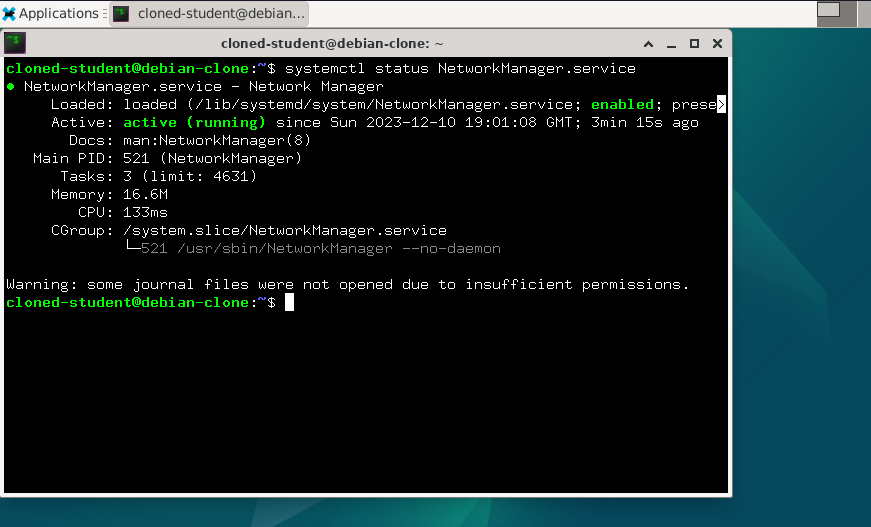 Applications
cloned-student@debian...
cloned-student@debian-clone: ~
cloned-student@debian-clone:~$ systemctl status NetworkManager.service
● NetworkManager.service - Network Manager
Loaded: loaded (/lib/systemd/system/NetworkManager.service; enabled; prese>
Active: active (running) since Sun 2023-12-10 19:01:08 GMT; 3min 15s ago
Docs: man:NetworkManager(8)
Main PID: 521 (NetworkManager)
Tasks: 3 (limit: 4631)
Memory: 16.6M
CPU: 133ms
CGroup: /system.slice/NetworkManager.service
└─521 /usr/sbin/NetworkManager --no-daemon
Warning: some journal files were not opened due to insufficient permissions.
cloned-student@debian-clone:~$